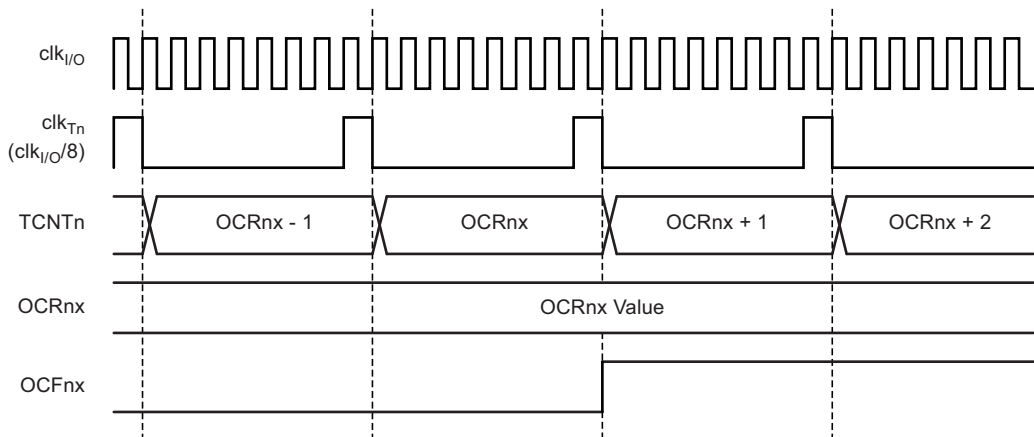 clkI/O
clkTn
(clkI/O/8)
TCNTn
OCRnx - 1
OCRnx
OCRnx + 1
OCRnx + 2
OCRnx
OCRnx Value
OCFnx